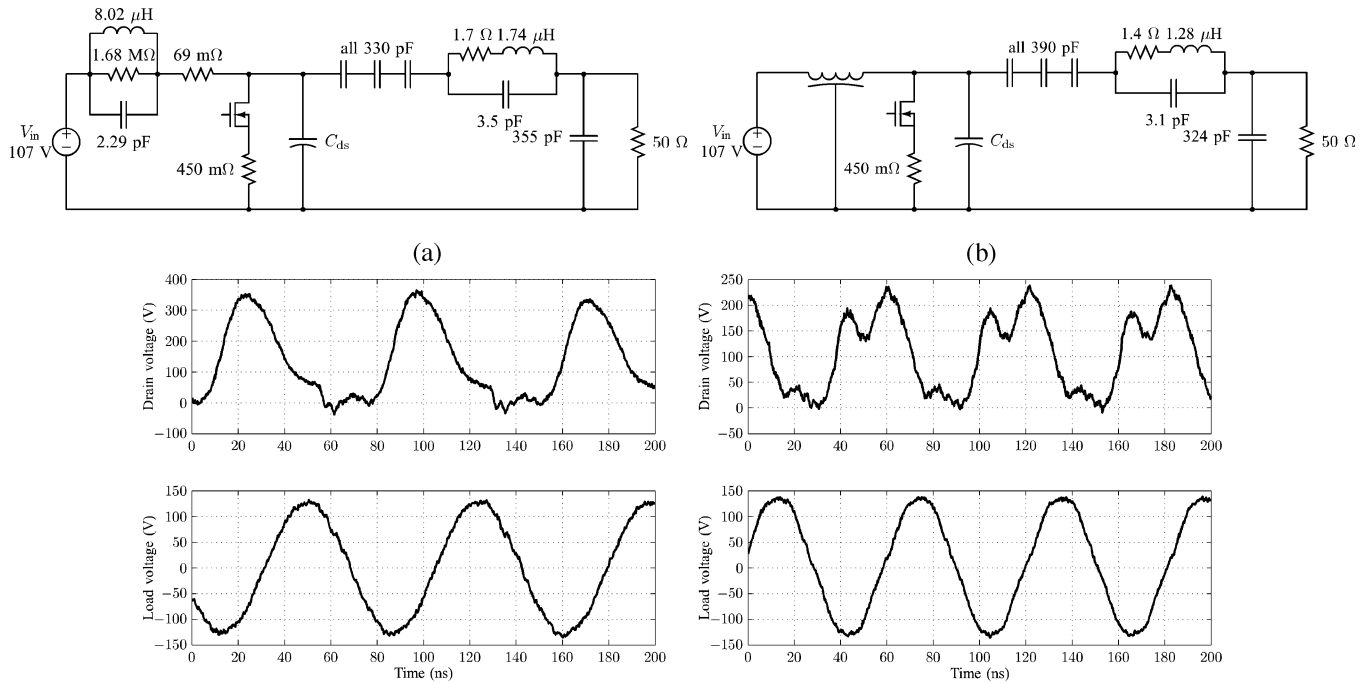 8.02 μH
1.68 MΩ
69 mΩ
2.29 pF
V_in
107 V
+
−
450 mΩ
C_ds
all 330 pF
1.7 Ω 1.74 μH
3.5 pF
355 pF
50 Ω
(a)
V_in
107 V
+
−
450 mΩ
C_ds
all 390 pF
1.4 Ω 1.28 μH
3.1 pF
324 pF
50 Ω
(b)
Drain voltage (V)
400
300
200
100
0
−100
0 20 40 60 80 100 120 140 160 180 200
Drain voltage (V)
250
200
150
100
50
0
−50
0 20 40 60 80 100 120 140 160 180 200
Load voltage (V)
150
100
50
0
−50
−100
−150
0 20 40 60 80 100 120 140 160 180 200
Time (ns)
Load voltage (V)
150
100
50
0
−50
−100
−150
0 20 40 60 80 100 120 140 160 180 200
Time (ns)